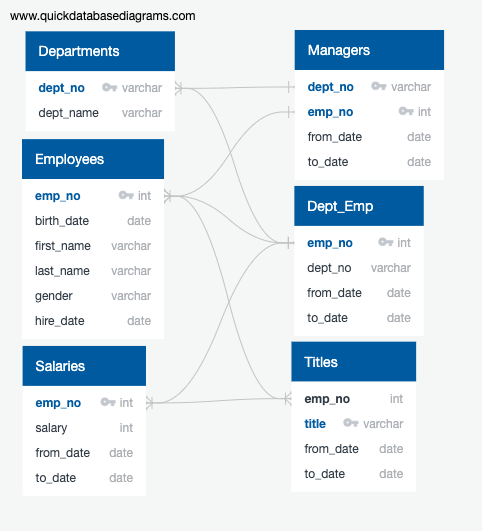 www.quickdatabasediagrams.com
Departments
dept_no varchar
dept_name varchar
Managers
dept_no varchar
emp_no int
from_date date
to_date date
Employees
emp_no int
birth_date date
first_name varchar
last_name varchar
gender varchar
hire_date date
Dept_Emp
emp_no int
dept_no varchar
from_date date
to_date date
Salaries
emp_no int
salary int
from_date date
to_date date
Titles
emp_no int
title varchar
from_date date
to_date date